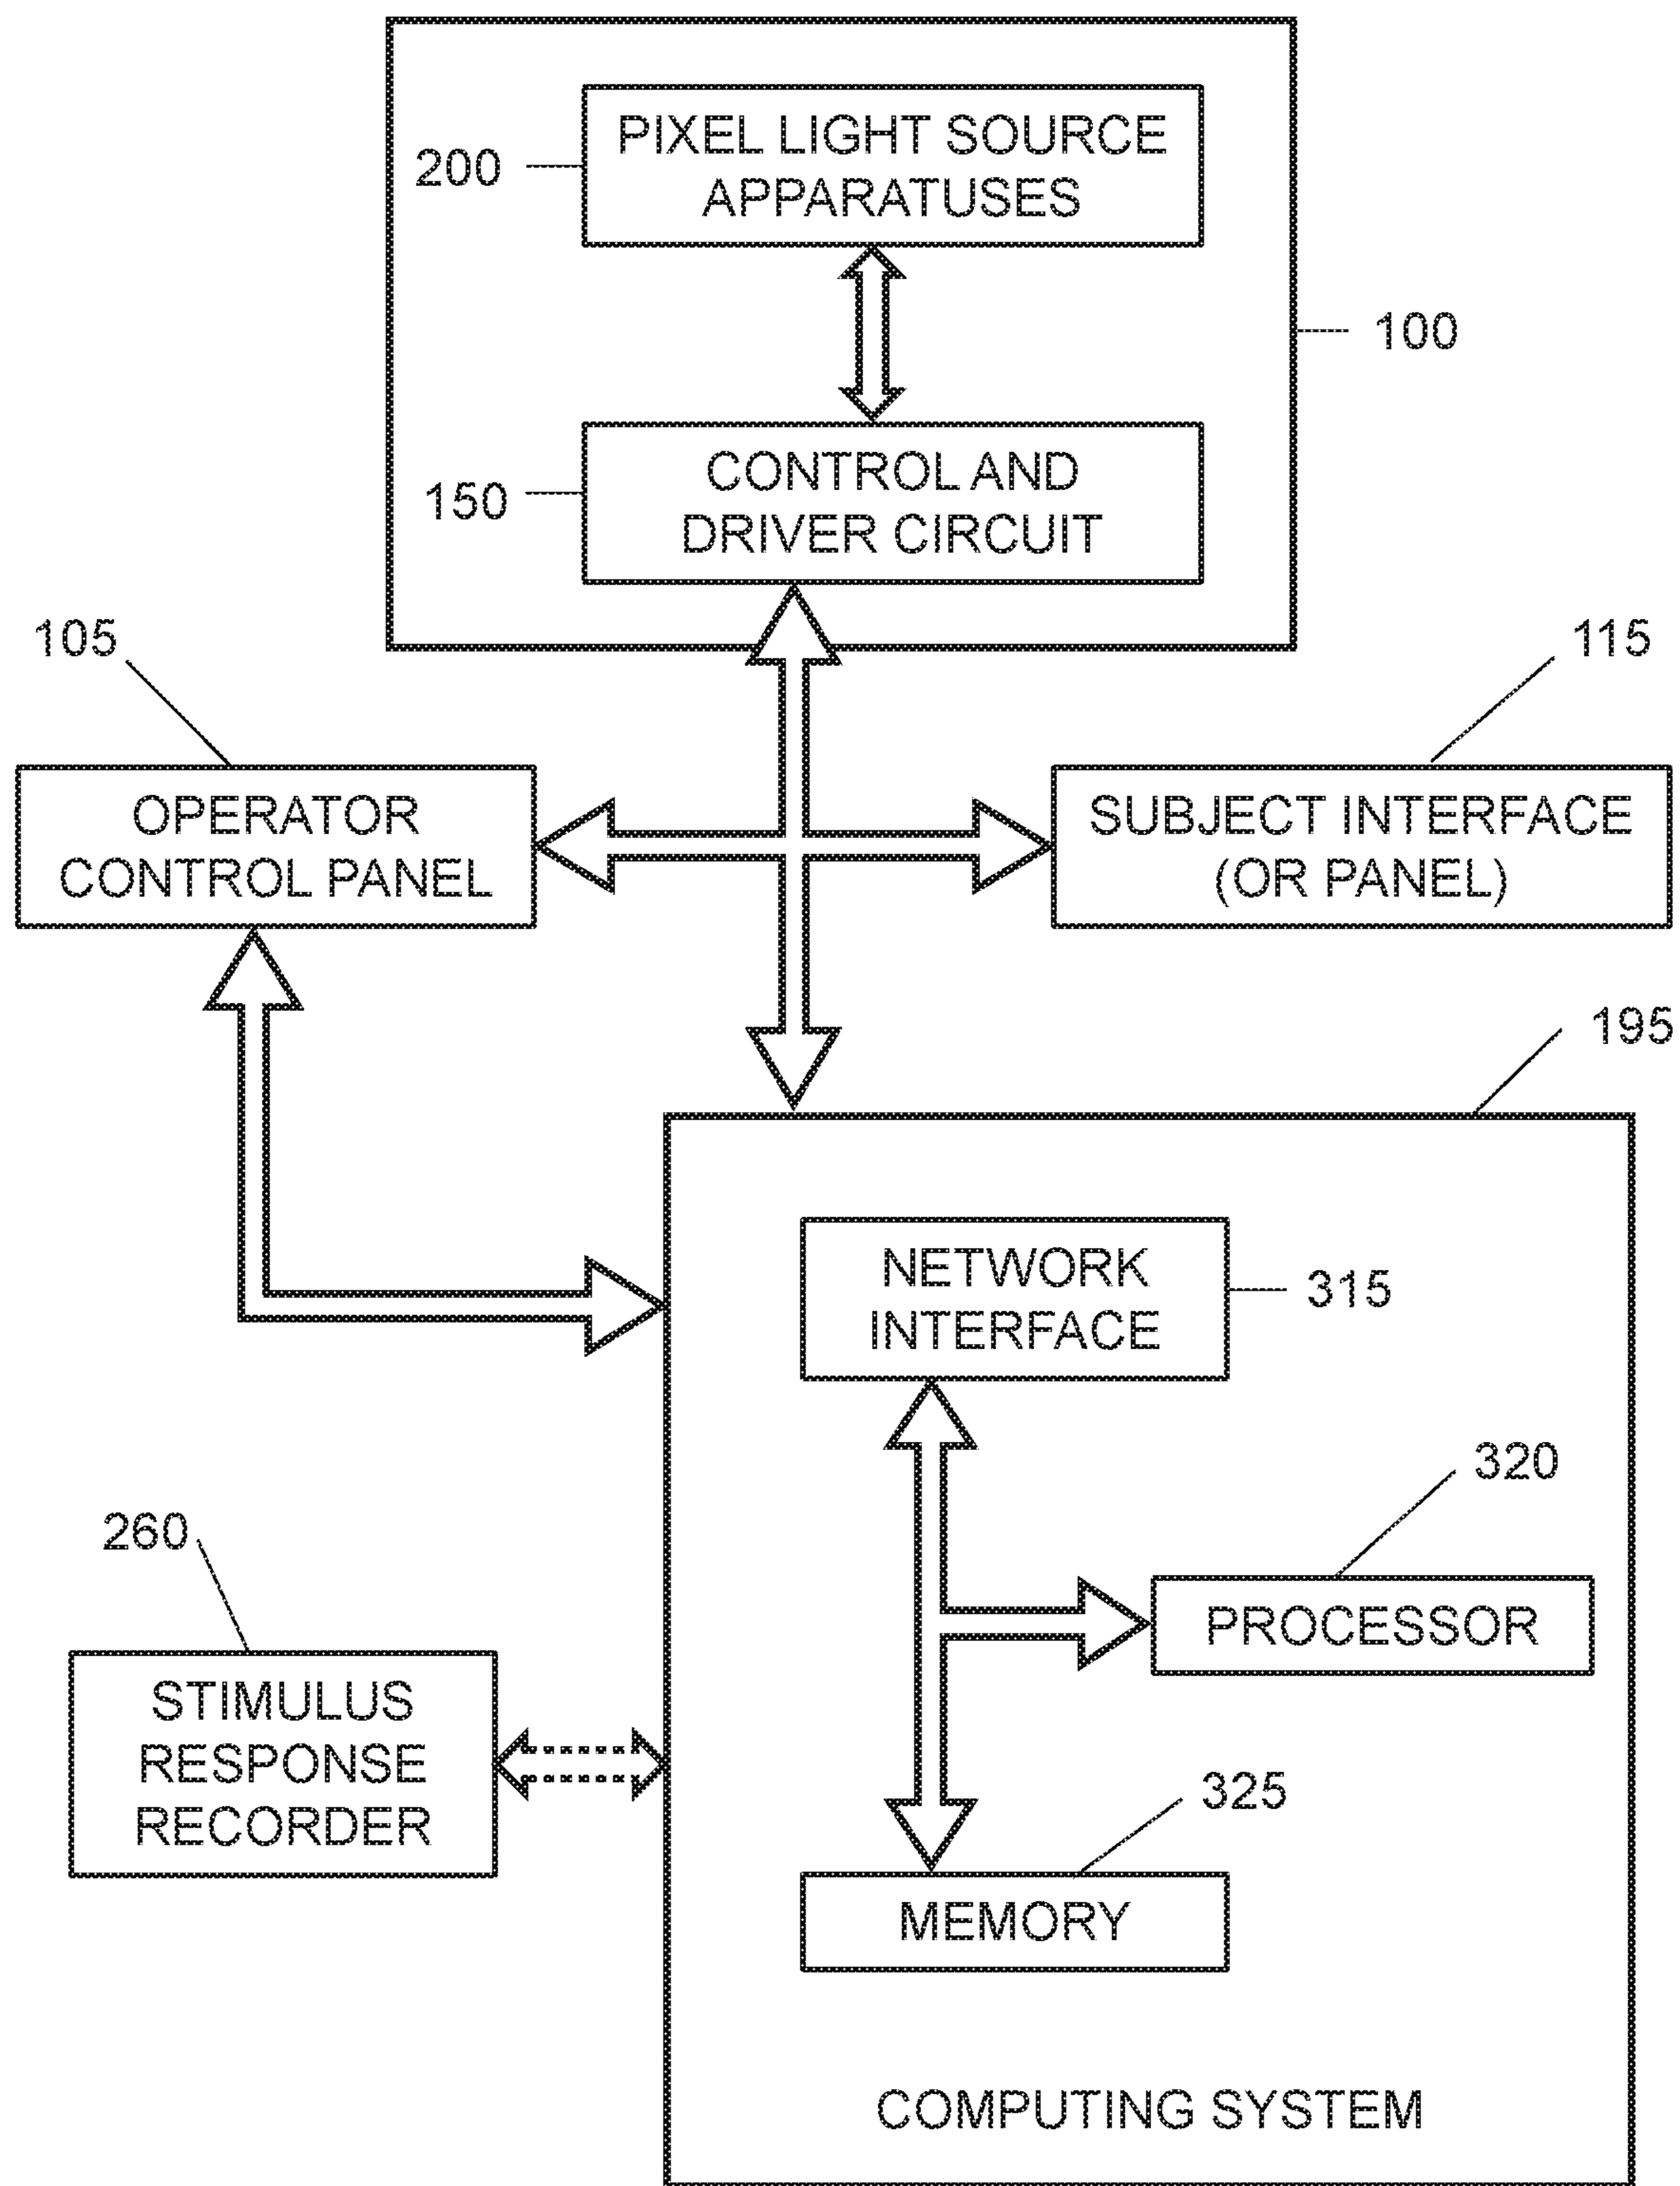 PIXEL LIGHT SOURCE
APPARATUSES
200
100
CONTROL AND
DRIVER CIRCUIT
150
105
115
OPERATOR
CONTROL PANEL
SUBJECT INTERFACE
(OR PANEL)
195
NETWORK
INTERFACE
315
320
260
PROCESSOR
STIMULUS
RESPONSE
RECORDER
325
MEMORY
COMPUTING SYSTEM